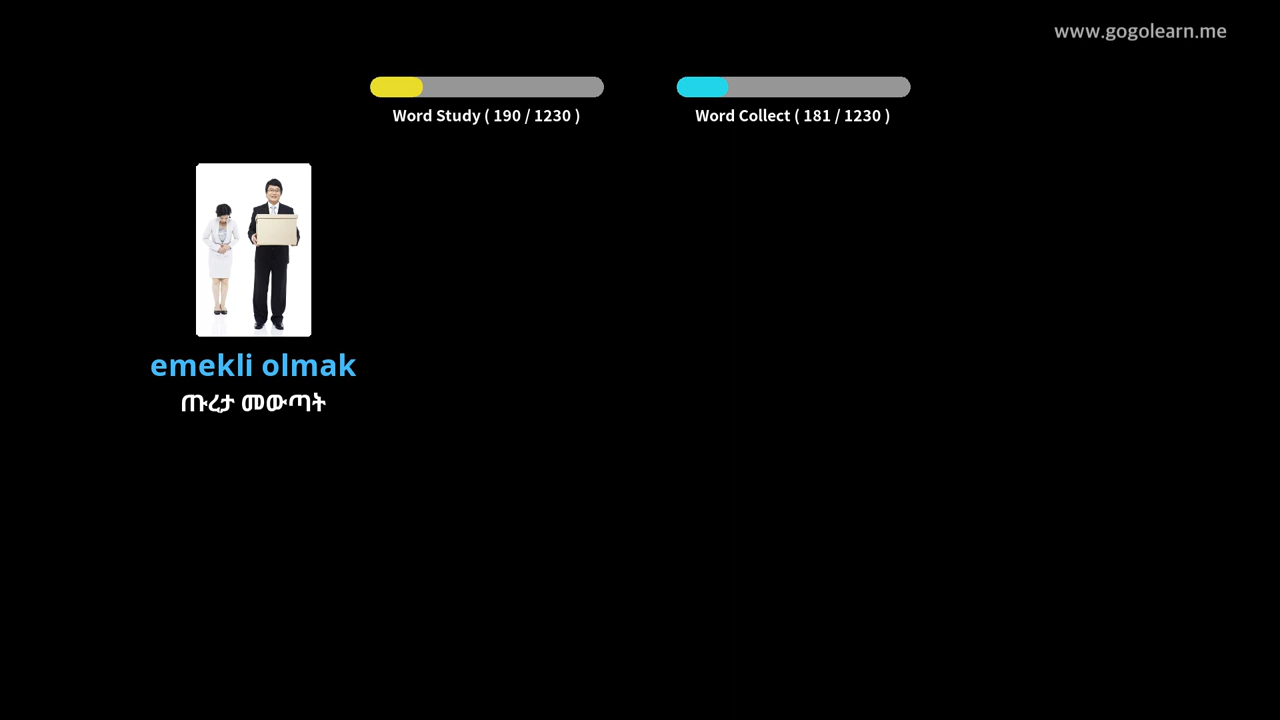 www.gogolearn.me
Word Study ( 190 / 1230 )
Word Collect ( 181 / 1230 )
emekli olmak
ጡረታ መውጣት